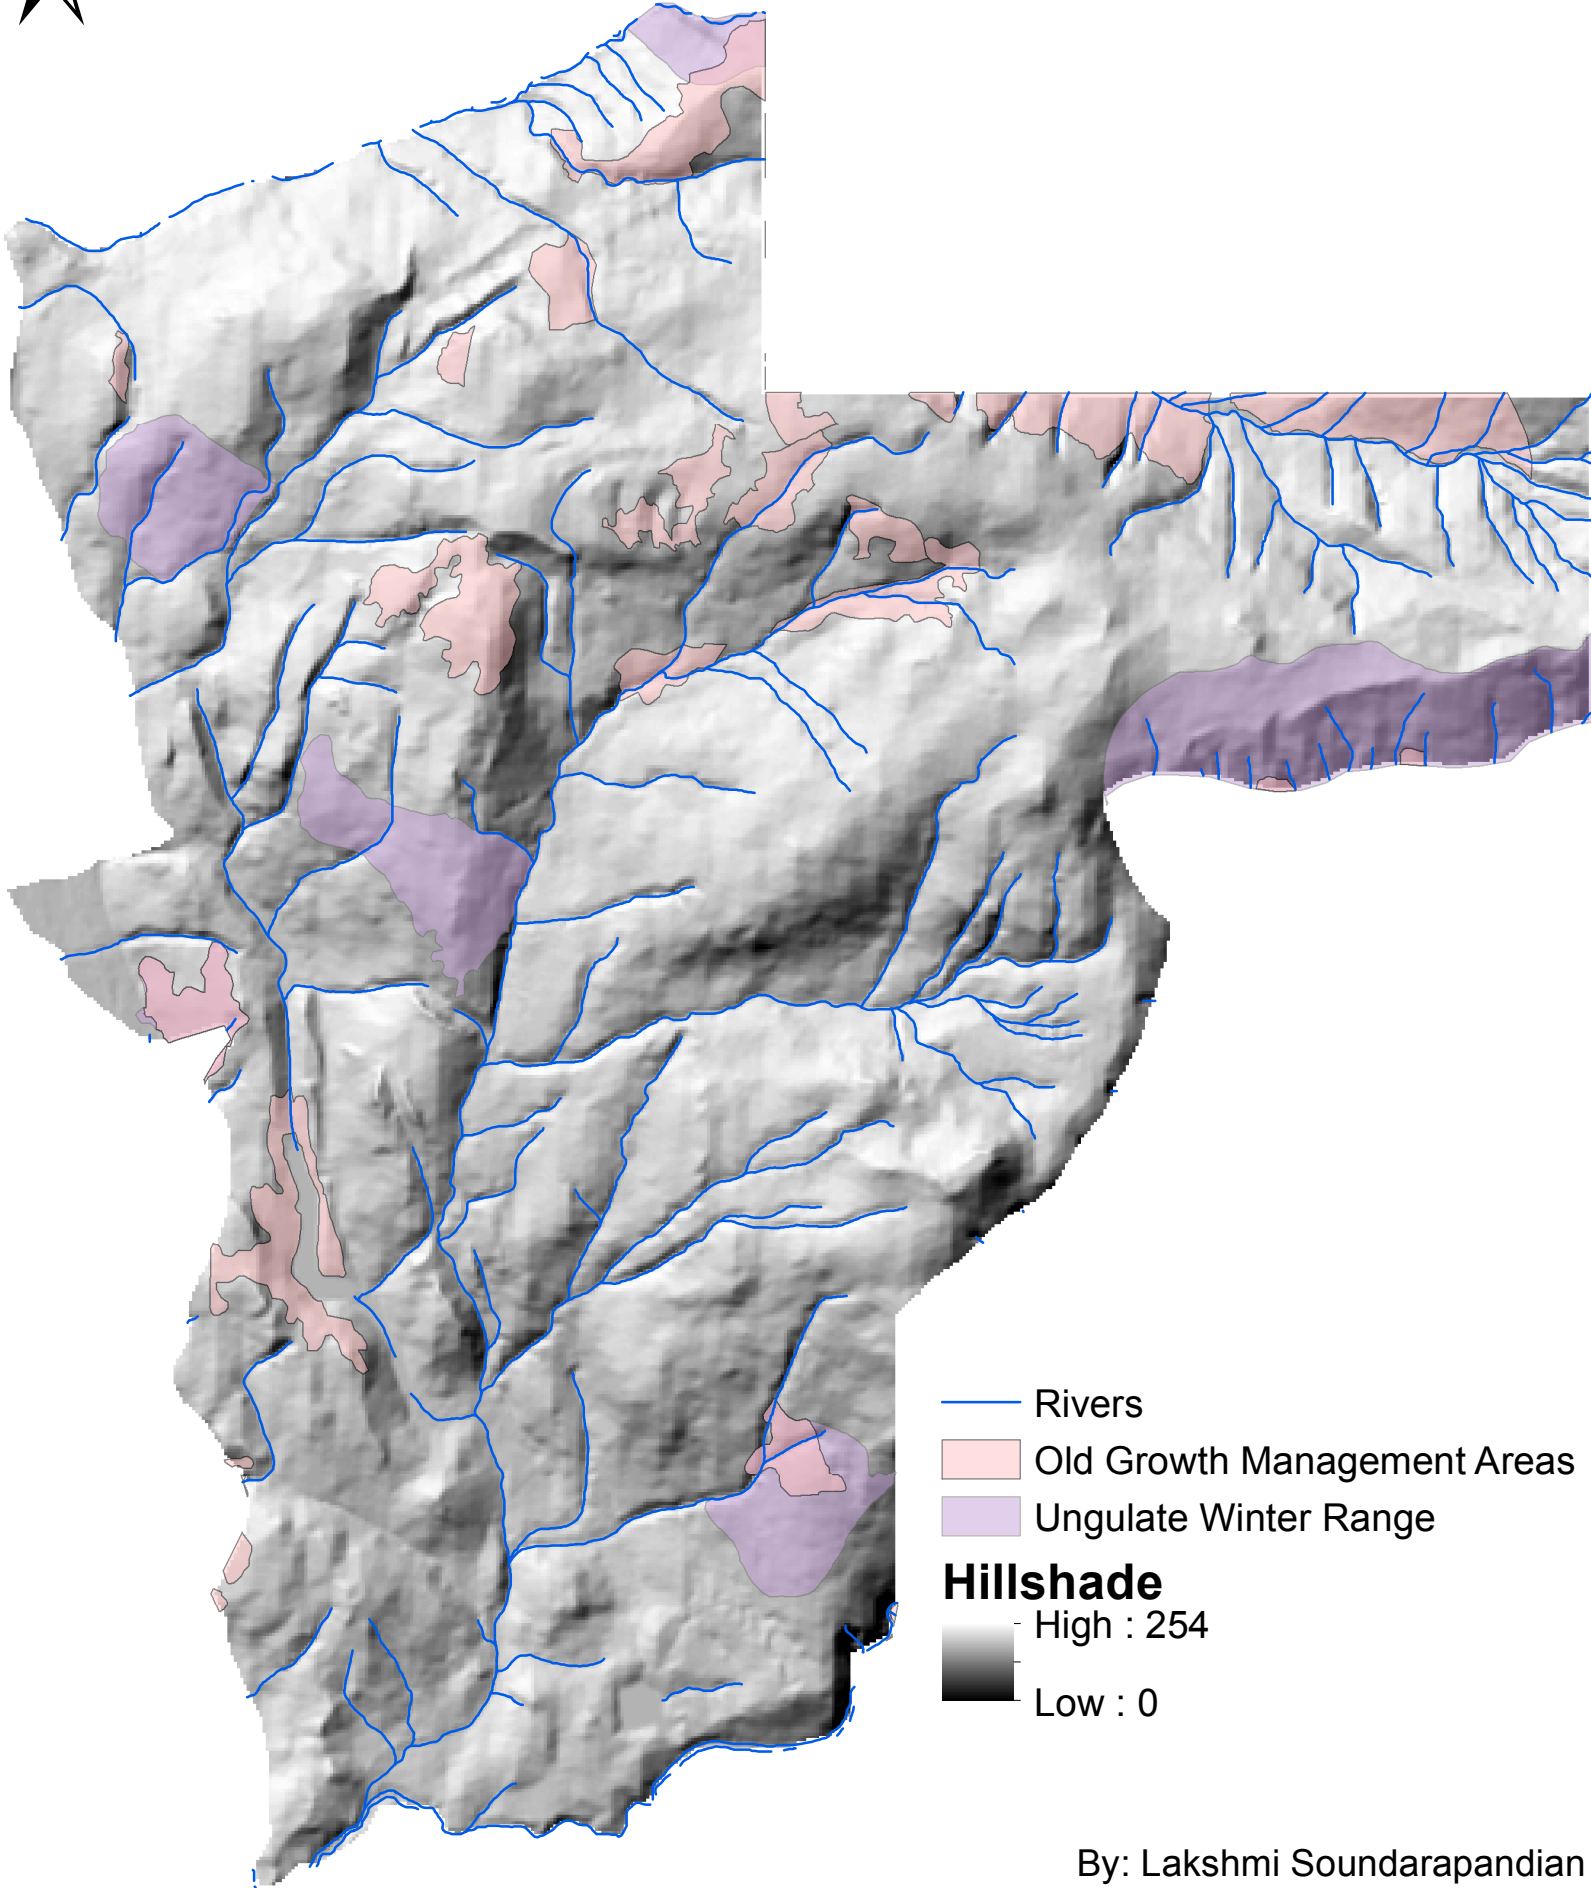 Rivers
Old Growth Management Areas
Ungulate Winter Range
Hillshade
High : 254
Low : 0
By: Lakshmi Soundarapandian